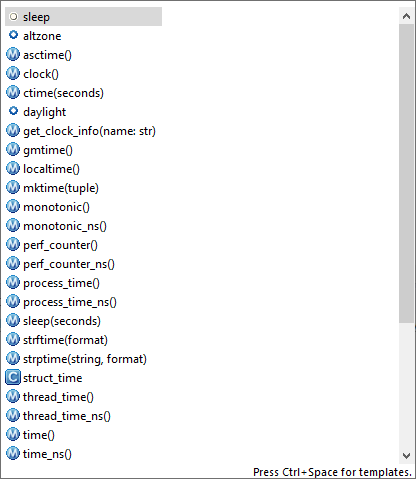 sleep
altzone
asctime()
clock()
ctime(seconds)
daylight
get_clock_info(name: str)
gmtime()
localtime()
mktime(tuple)
monotonic()
monotonic_ns()
perf_counter()
perf_counter_ns()
process_time()
process_time_ns()
sleep(seconds)
strftime(format)
strptime(string, format)
struct_time
thread_time()
thread_time_ns()
time()
time_ns()
Press Ctrl+Space for templates.